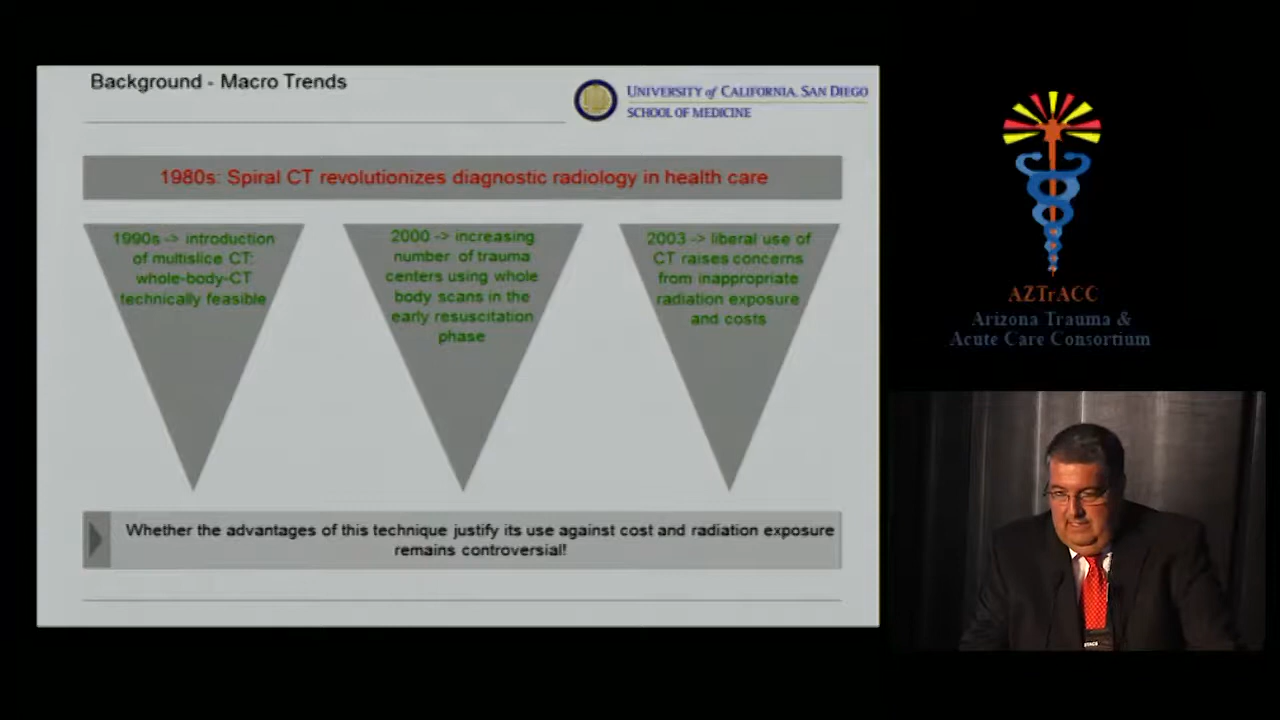 Background - Macro Trends
UNIVERSITY of CALIFORNIA, SAN DIEGO
SCHOOL OF MEDICINE
1980s: Spiral CT revolutionizes diagnostic radiology in health care
1990s -> introduction
of multislice CT:
whole-body-CT
technically feasible
2000 -> increasing
number of trauma
centers using whole
body scans in the
early resuscitation
phase
2003 -> liberal use of
CT raises concerns
from inappropriate
radiation exposure
and costs
Whether the advantages of this technique justify its use against cost and radiation exposure
remains controversial!
AZTrACC
Arizona Trauma &
Acute Care Consortium